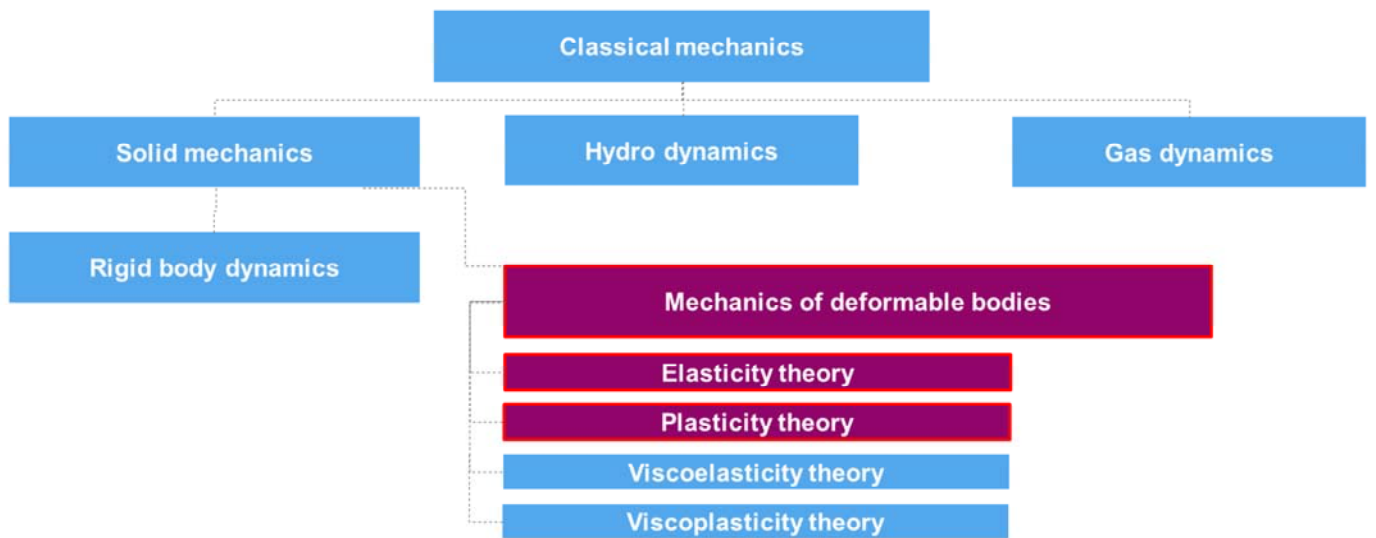 Classical mechanics
Solid mechanics
Hydro dynamics
Gas dynamics
Rigid body dynamics
Mechanics of deformable bodies
Elasticity theory
Plasticity theory
Viscoelasticity theory
Viscoplasticity theory